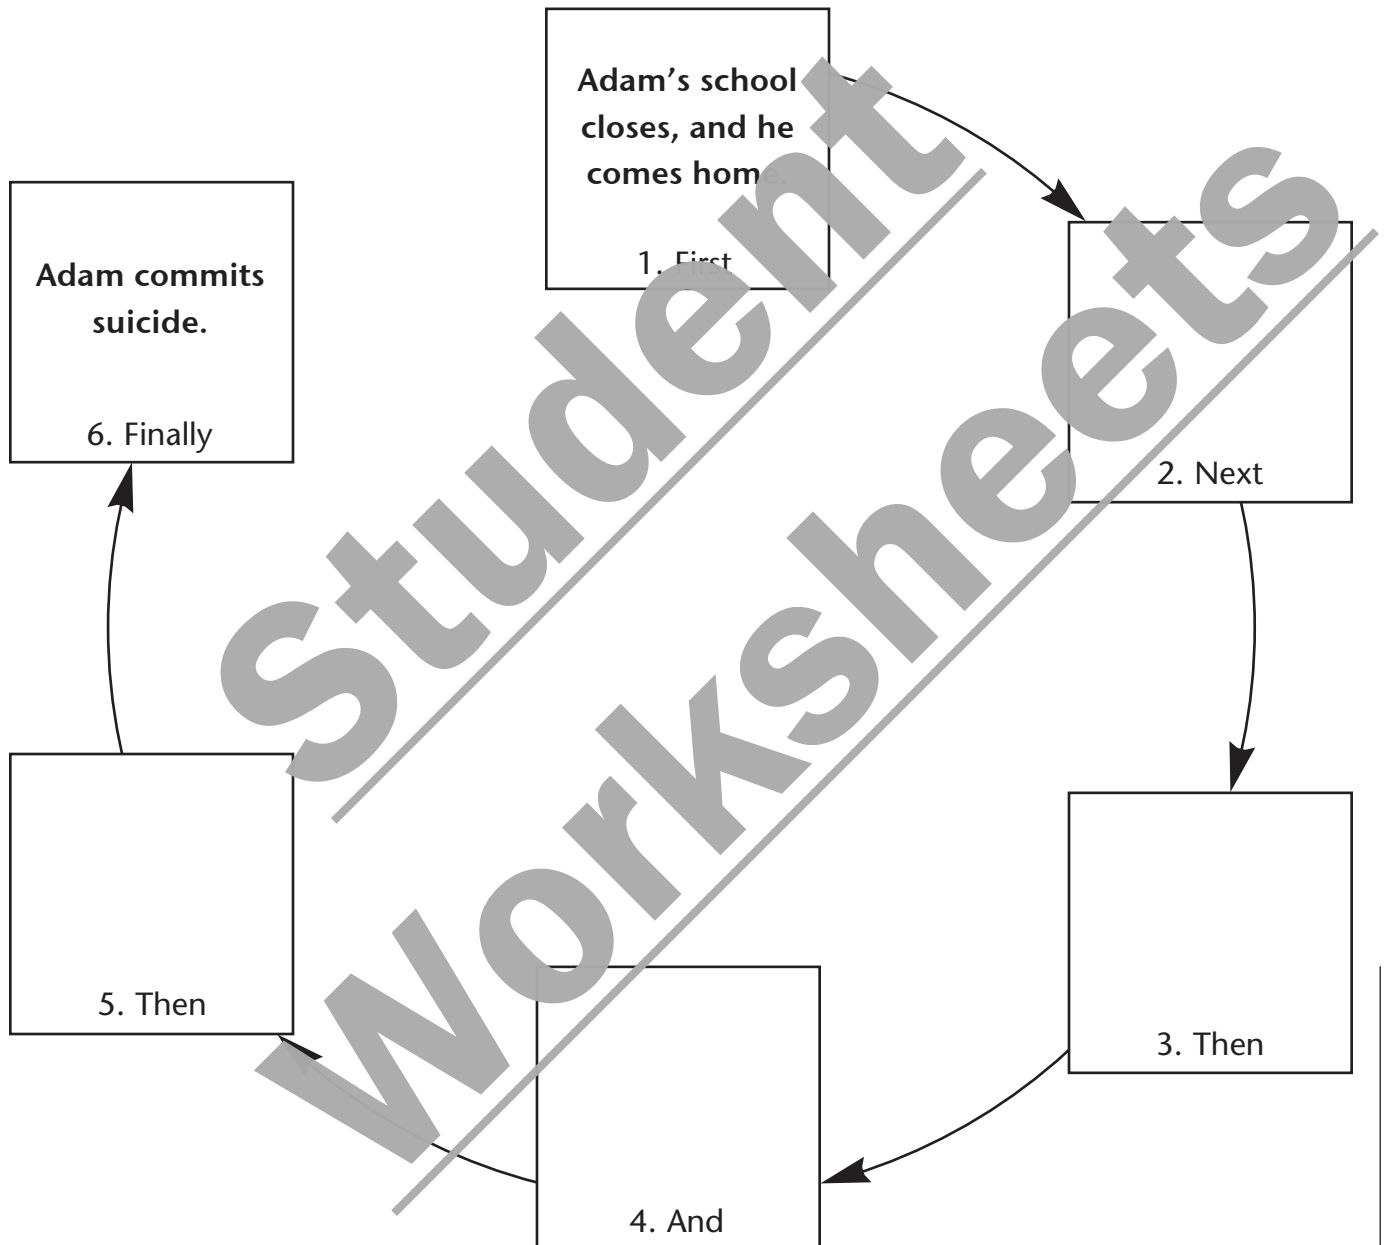 Adam's school
closes, and he
comes home.
1. First
2. Next
3. Then
4. And
5. Then
Adam commits
suicide.
6. Finally
Student
Worksheets